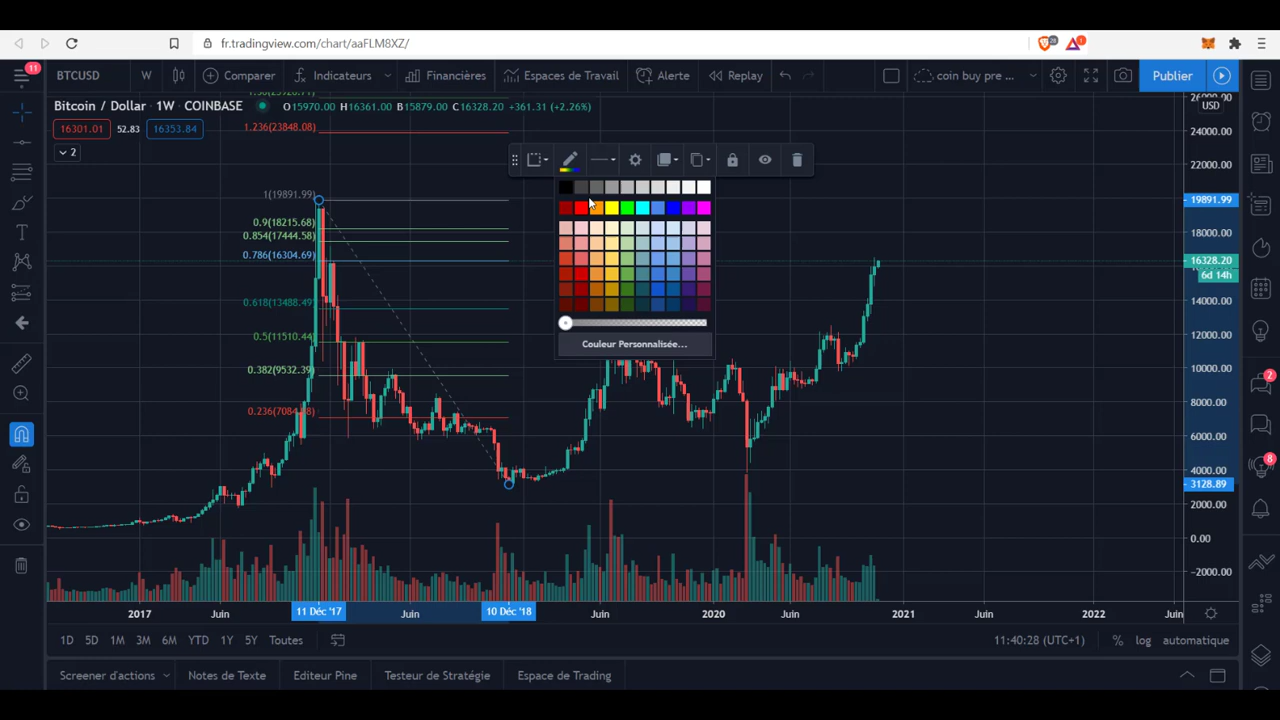 fr.tradingview.com/chart/aaFLM8XZ/
28
1
11
BTCUSD
W
Comparer
Indicateurs
Financières
Espaces de Travail
Alerte
Replay
coin buy pre ...
Publier
Bitcoin / Dollar · 1W · COINBASE
O15970.00 H16361.00 B15879.00 C16328.20 +361.31 (+2.26%)
26000.00
USD
16301.01
52.83
16353.84
1.236(23848.08)
2
24000.00
22000.00
1(19891.99)
19891.99
0.9(18215.68)
0.854(17444.58)
18000.00
0.786(16304.69)
16328.20
6d 14h
0.618(13488.49)
14000.00
0.5(11510.44)
12000.00
Couleur Personnalisée...
0.382(9532.39)
10000.00
2
8000.00
6000.00
4000.00
8
3128.89
2000.00
0.00
−2000.00
2017
Juin
11 Déc '17
Juin
10 Déc '18
Juin
2020
Juin
2021
Juin
2022
Juin
1D
5D
1M
3M
6M
YTD
1Y
5Y
Toutes
11:40:28 (UTC+1)
%
log
automatique
Screener d'actions
Notes de Texte
Editeur Pine
Testeur de Stratégie
Espace de Trading